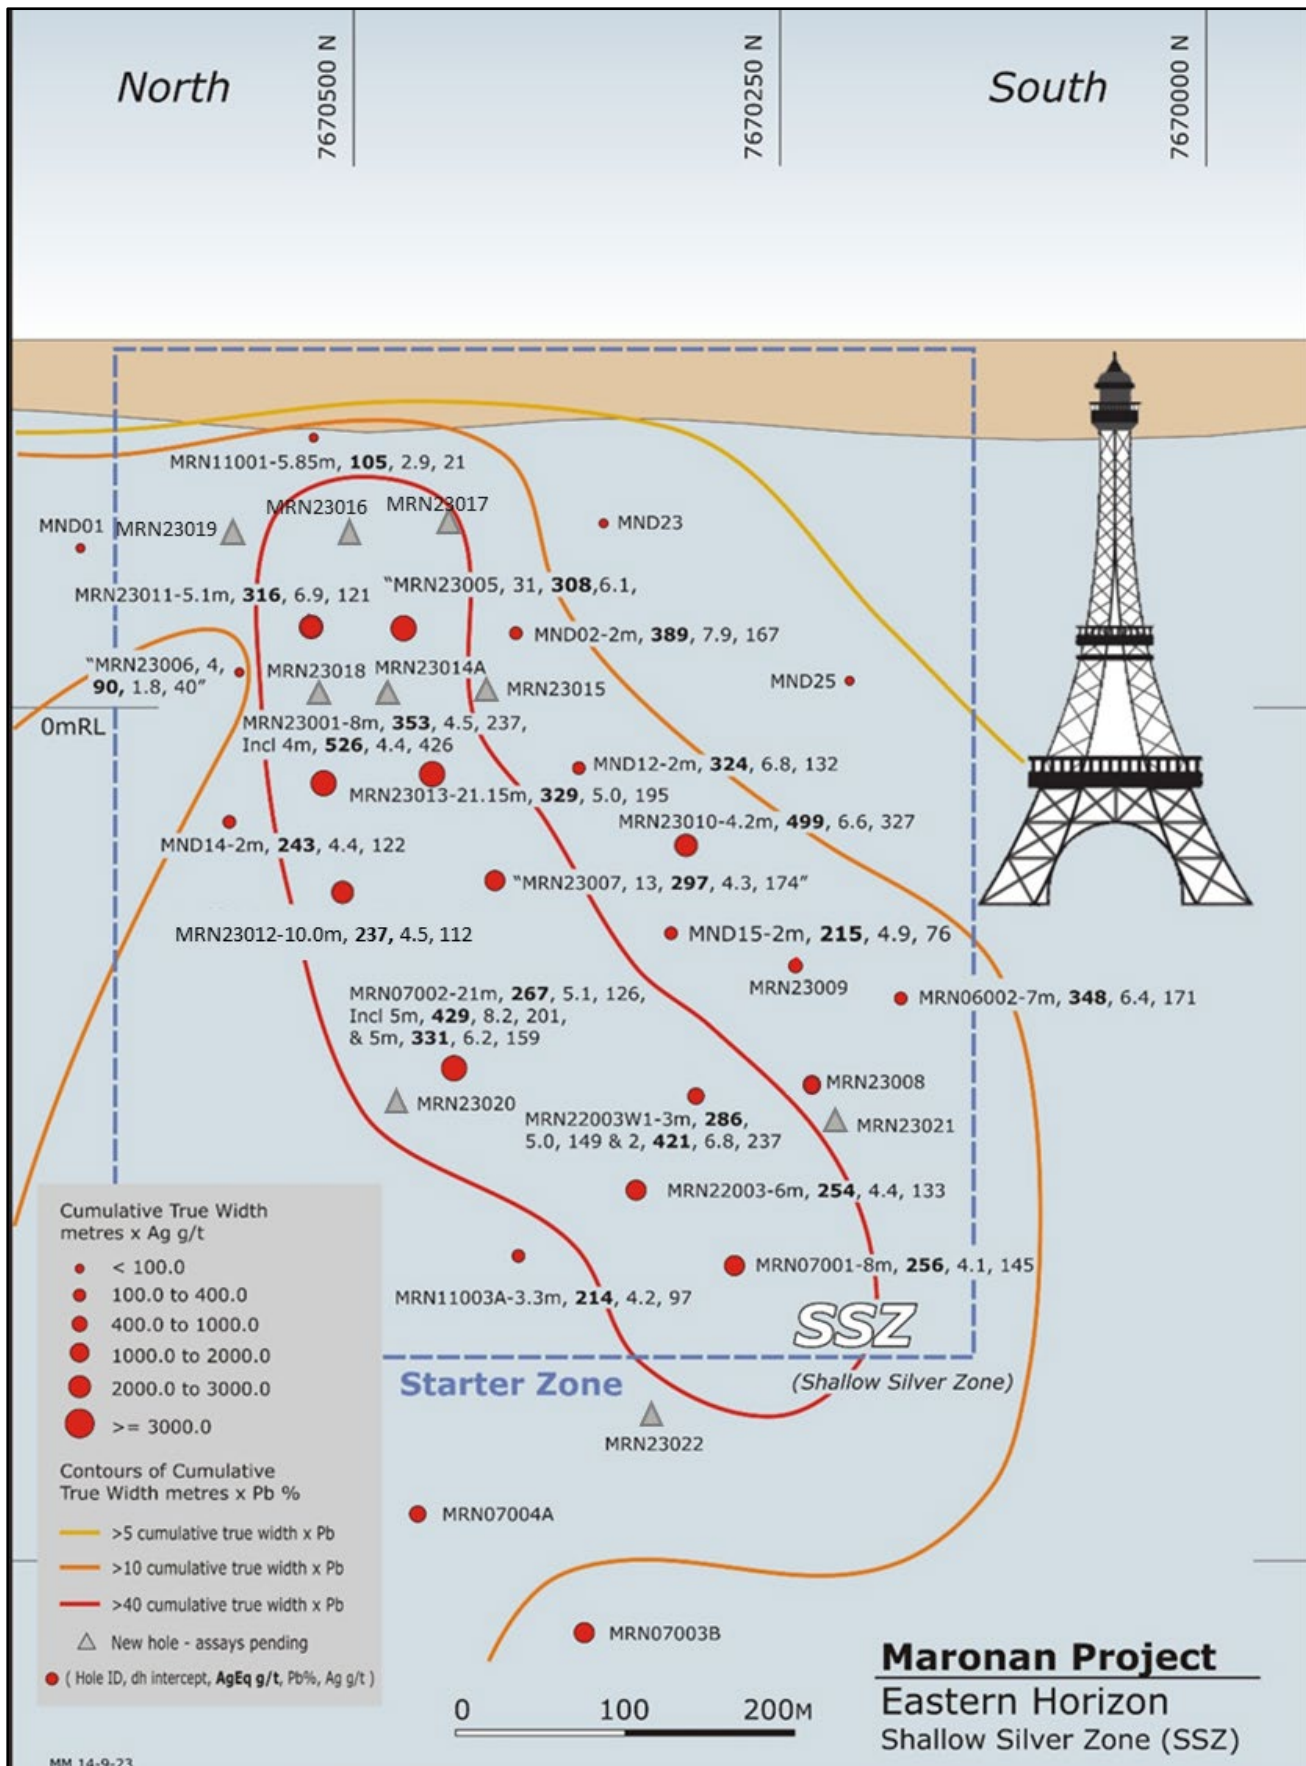 North
7670500 N
7670250 N
South
7670000 N
MRN11001-5.85m, 105, 2.9, 21
MRN23016
MRN23017
MND01
MRN23019
MND23
MRN23011-5.1m, 316, 6.9, 121
"MRN23005, 31, 308,6.1,
MND02-2m, 389, 7.9, 167
"MRN23006, 4,
90, 1.8, 40"
MRN23018
MRN23014A
MRN23015
MND25
0mRL
MRN23001-8m, 353, 4.5, 237,
Incl 4m, 526, 4.4, 426
MND12-2m, 324, 6.8, 132
MRN23013-21.15m, 329, 5.0, 195
MRN23010-4.2m, 499, 6.6, 327
MND14-2m, 243, 4.4, 122
"MRN23007, 13, 297, 4.3, 174"
MRN23012-10.0m, 237, 4.5, 112
MND15-2m, 215, 4.9, 76
MRN23009
MRN06002-7m, 348, 6.4, 171
MRN07002-21m, 267, 5.1, 126,
Incl 5m, 429, 8.2, 201,
& 5m, 331, 6.2, 159
MRN23020
MRN23008
MRN22003W1-3m, 286,
5.0, 149 & 2, 421, 6.8, 237
MRN23021
MRN22003-6m, 254, 4.4, 133
MRN07001-8m, 256, 4.1, 145
MRN11003A-3.3m, 214, 4.2, 97
SSZ
(Shallow Silver Zone)
Starter Zone
MRN23022
MRN07004A
MRN07003B
Cumulative True Width
metres x Ag g/t
< 100.0
100.0 to 400.0
400.0 to 1000.0
1000.0 to 2000.0
2000.0 to 3000.0
>= 3000.0
Contours of Cumulative
True Width metres x Pb %
>5 cumulative true width x Pb
>10 cumulative true width x Pb
>40 cumulative true width x Pb
New hole - assays pending
( Hole ID, dh intercept, AgEq g/t, Pb%, Ag g/t )
0 100 200M
Maronan Project
Eastern Horizon
Shallow Silver Zone (SSZ)
MM 14-9-23